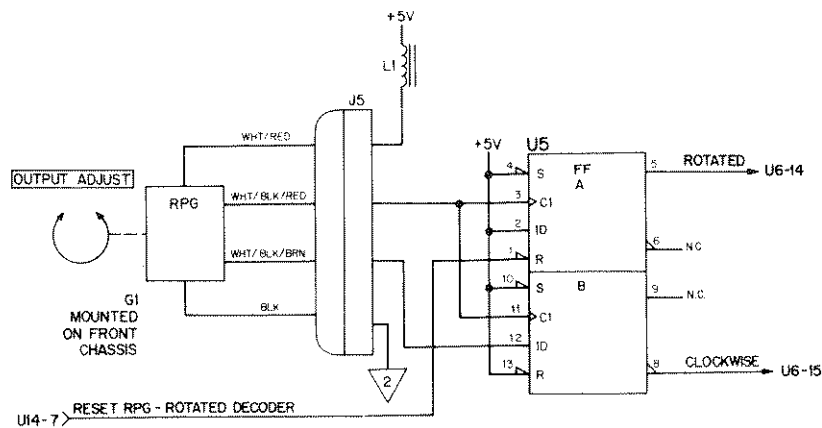 +5V
L1
J5
WHT/RED
+5V
U5
4
S
FF
A
5
ROTATED
U6-14
OUTPUT ADJUST
RPG
WHT/BLK/RED
3
C1
2
1D
6
N.C.
WHT/BLK/BRN
1
R
10
S
B
9
N.C.
G1
MOUNTED
ON FRONT
CHASSIS
BLK
11
C1
12
1D
2
13
R
8
CLOCKWISE
U6-15
U14-7
RESET RPG - ROTATED DECODER